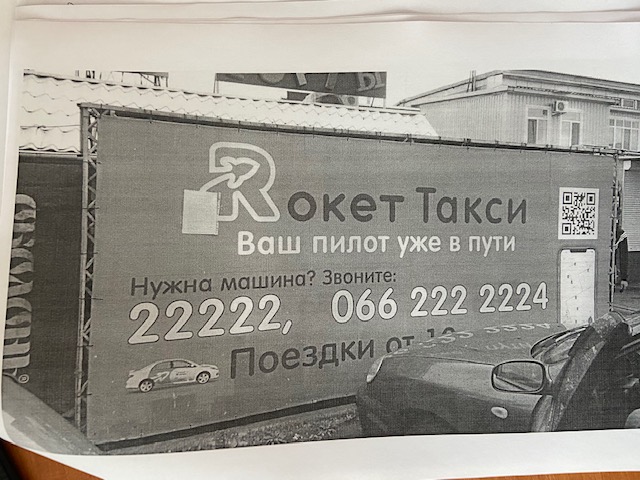 Rокет Такси
Ваш пилот уже в пути
Нужна машина? Звоните:
22222, 066 222 2224
Поездки от